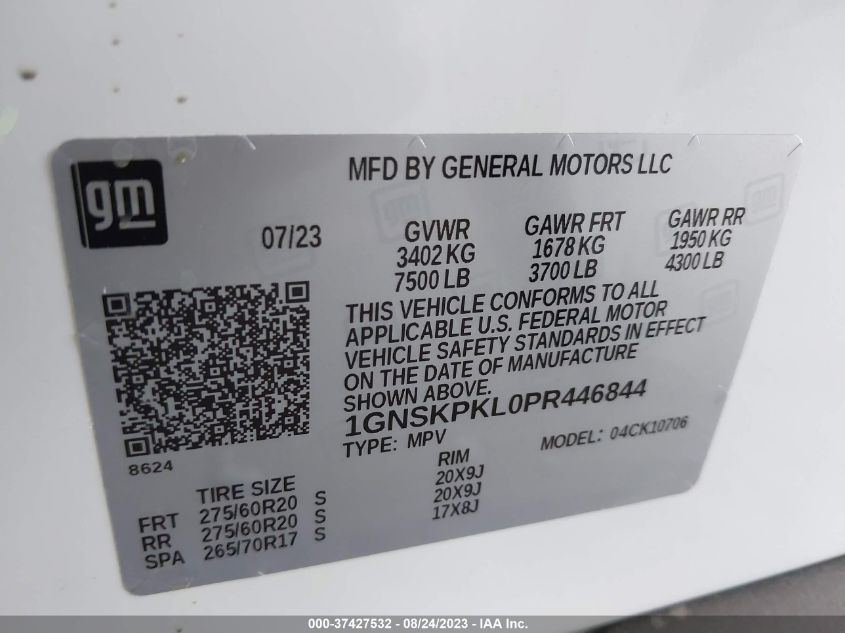 gm
MFD BY GENERAL MOTORS LLC
07/23
GVWR GAWR FRT GAWR RR
3402 KG 1678 KG 1950 KG
7500 LB 3700 LB 4300 LB
THIS VEHICLE CONFORMS TO ALL
APPLICABLE U.S. FEDERAL MOTOR
VEHICLE SAFETY STANDARDS IN EFFECT
ON THE DATE OF MANUFACTURE
SHOWN ABOVE.
1GNSKPKL0PR446844
TYPE: MPV MODEL: 04CK10706
8624
TIRE SIZE RIM
FRT 275/60R20 S 20X9J
RR 275/60R20 S 20X9J
SPA 265/70R17 S 17X8J
000-37427532 - 08/24/2023 - IAA Inc.